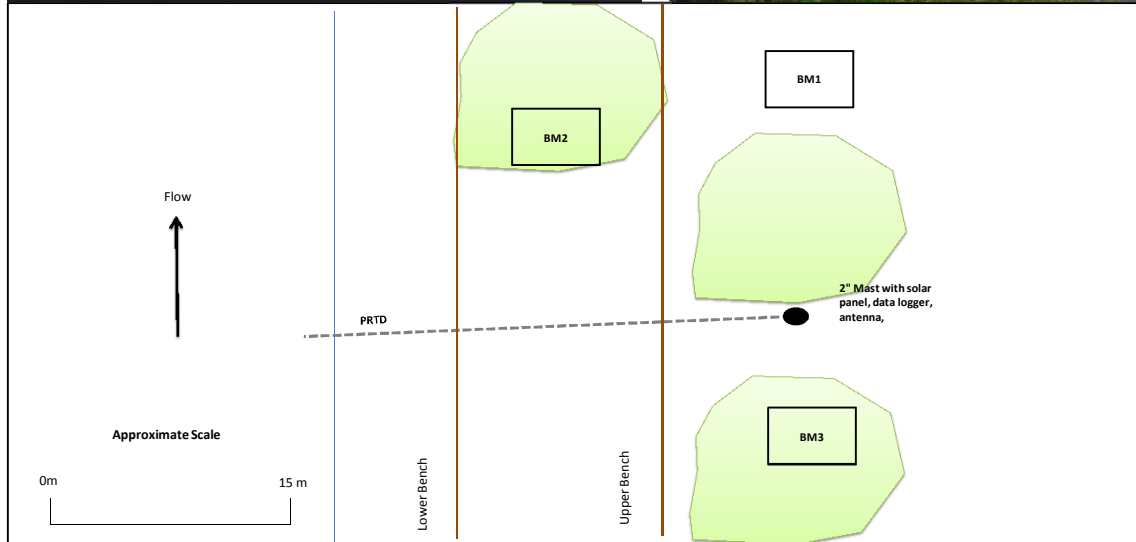 BM1
BM2
Flow
2" Mast with solar
panel, data logger,
antenna,
PRTD
Approximate Scale
BM3
0m
15 m
Lower Bench
Upper Bench